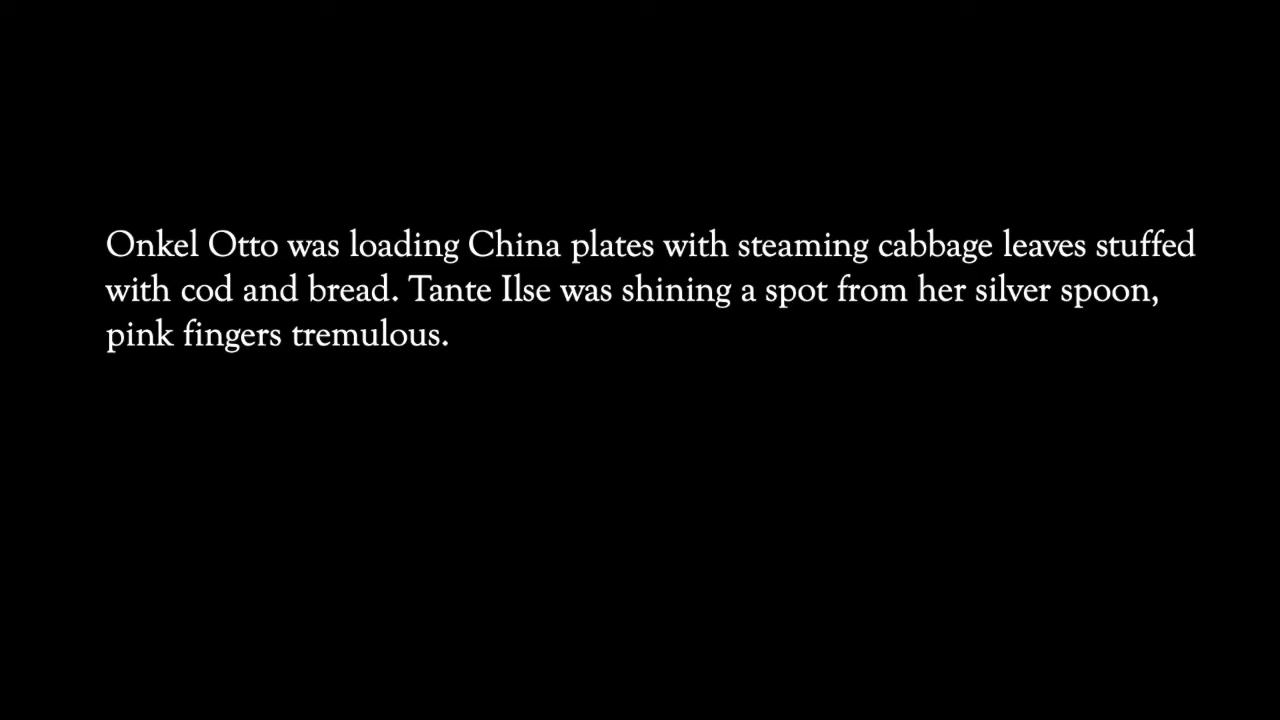 Onkel Otto was loading China plates with steaming cabbage leaves stuffed
with cod and bread. Tante Ilse was shining a spot from her silver spoon,
pink fingers tremulous.